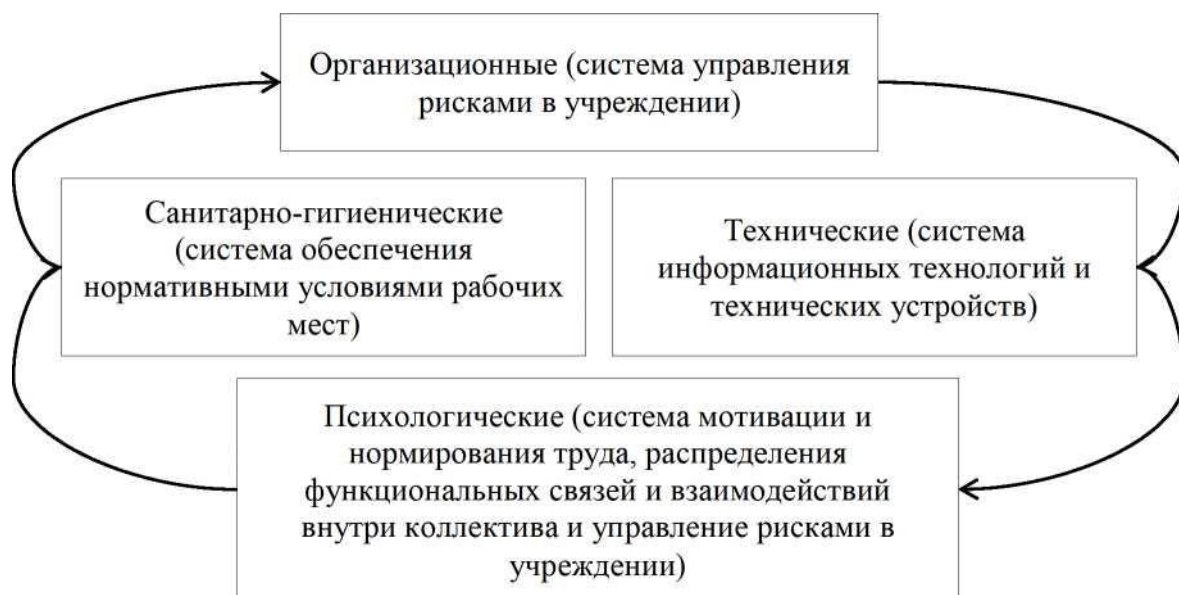 Организационные (система управления
рисками в учреждении)
Санитарно-гигиенические
(система обеспечения
нормативными условиями рабочих
мест)
Технические (система
информационных технологий и
технических устройств)
Психологические (система мотивации и
нормирования труда, распределения
функциональных связей и взаимодействий
внутри коллектива и управление рисками в
учреждении)